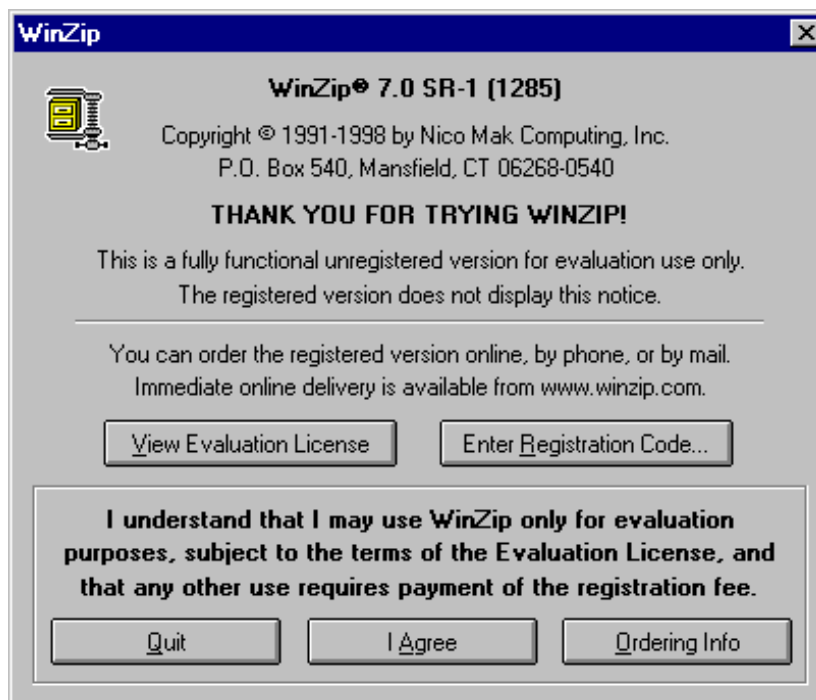 WinZip
WinZip® 7.0 SR-1 (1285)
Copyright © 1991-1998 by Nico Mak Computing, Inc.
P.O. Box 540, Mansfield, CT 06268-0540
THANK YOU FOR TRYING WINZIP!
This is a fully functional unregistered version for evaluation use only.
The registered version does not display this notice.
You can order the registered version online, by phone, or by mail.
Immediate online delivery is available from www.winzip.com.
View Evaluation License
Enter Registration Code...
I understand that I may use WinZip only for evaluation
purposes, subject to the terms of the Evaluation License, and
that any other use requires payment of the registration fee.
Quit
I Agree
Ordering Info